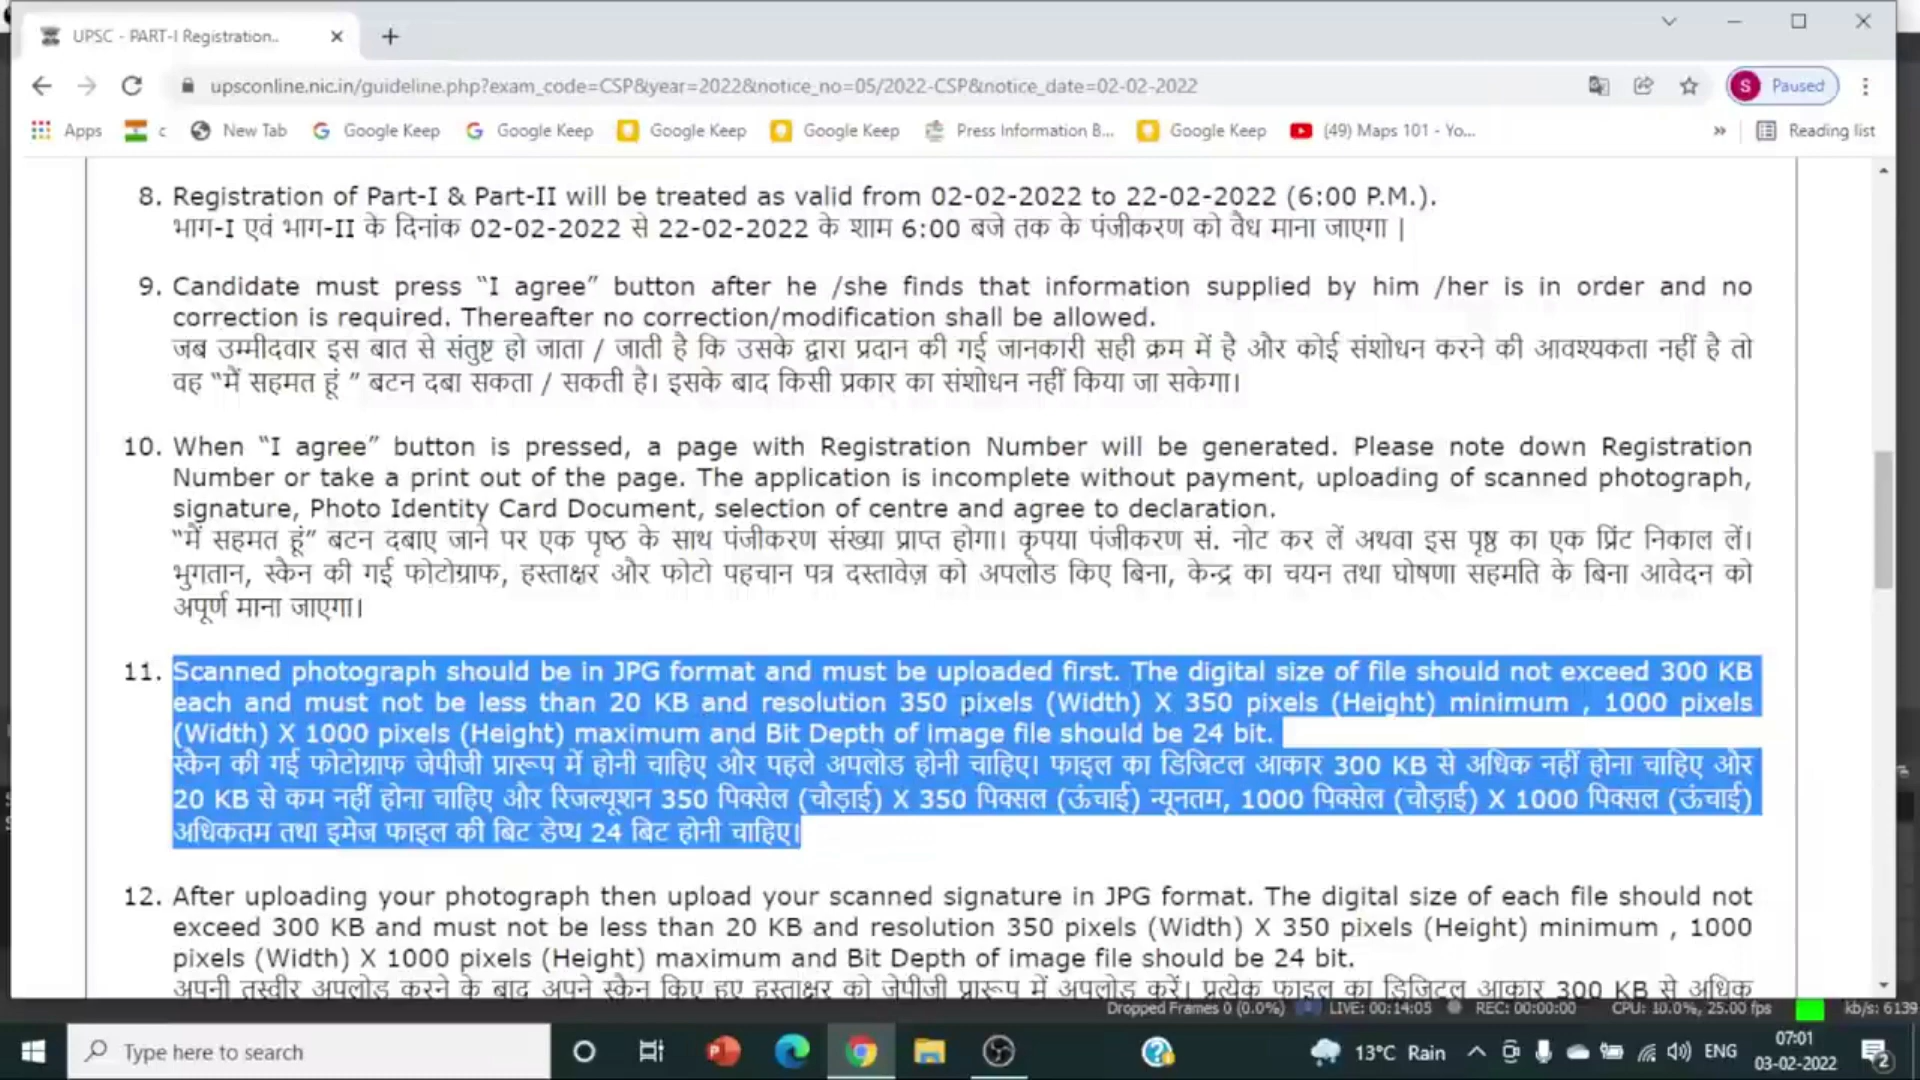 UPSC - PART-I Registration..
upsconline.nic.in/guideline.php?exam_code=CSP&year=2022&notice_no=05/2022-CSP&notice_date=02-02-2022
S Paused
Apps c New Tab Google Keep Google Keep Google Keep Google Keep Press Information B... Google Keep (49) Maps 101 - Yo... » Reading list
8. Registration of Part-I & Part-II will be treated as valid from 02-02-2022 to 22-02-2022 (6:00 P.M.).
भाग-I एवं भाग-II के दिनांक 02-02-2022 से 22-02-2022 के शाम 6:00 बजे तक के पंजीकरण को वैध माना जाएगा |
9. Candidate must press “I agree” button after he /she finds that information supplied by him /her is in order and no
correction is required. Thereafter no correction/modification shall be allowed.
जब उम्मीदवार इस बात से संतुष्ट हो जाता / जाती है कि उसके द्वारा प्रदान की गई जानकारी सही क्रम में है और कोई संशोधन करने की आवश्यकता नहीं है तो
वह “मैं सहमत हूं ” बटन दबा सकता / सकती है। इसके बाद किसी प्रकार का संशोधन नहीं किया जा सकेगा।
10. When “I agree” button is pressed, a page with Registration Number will be generated. Please note down Registration
Number or take a print out of the page. The application is incomplete without payment, uploading of scanned photograph,
signature, Photo Identity Card Document, selection of centre and agree to declaration.
“मैं सहमत हूं” बटन दबाए जाने पर एक पृष्ठ के साथ पंजीकरण संख्या प्राप्त होगा। कृपया पंजीकरण सं. नोट कर लें अथवा इस पृष्ठ का एक प्रिंट निकाल लें।
भुगतान, स्कैन की गई फोटोग्राफ, हस्ताक्षर और फोटो पहचान पत्र दस्तावेज़ को अपलोड किए बिना, केन्द्र का चयन तथा घोषणा सहमति के बिना आवेदन को
अपूर्ण माना जाएगा।
11. Scanned photograph should be in JPG format and must be uploaded first. The digital size of file should not exceed 300 KB
each and must not be less than 20 KB and resolution 350 pixels (Width) X 350 pixels (Height) minimum , 1000 pixels
(Width) X 1000 pixels (Height) maximum and Bit Depth of image file should be 24 bit.
स्कैन की गई फोटोग्राफ जेपीजी प्रारूप में होनी चाहिए और पहले अपलोड होनी चाहिए। फाइल का डिजिटल आकार 300 KB से अधिक नहीं होना चाहिए और
20 KB से कम नहीं होना चाहिए और रिजल्यूशन 350 पिक्सेल (चौड़ाई) X 350 पिक्सल (ऊंचाई) न्यूनतम, 1000 पिक्सेल (चौड़ाई) X 1000 पिक्सल (ऊंचाई)
अधिकतम तथा इमेज फाइल की बिट डेप्थ 24 बिट होनी चाहिए।
12. After uploading your photograph then upload your scanned signature in JPG format. The digital size of each file should not
exceed 300 KB and must not be less than 20 KB and resolution 350 pixels (Width) X 350 pixels (Height) minimum , 1000
pixels (Width) X 1000 pixels (Height) maximum and Bit Depth of image file should be 24 bit.
अपनी तस्वीर अपलोड करने के बाद अपने स्कैन किए हुए हस्ताक्षर को जेपीजी प्रारूप में अपलोड करें। प्रत्येक फाइल का डिजिटल आकार 300 KB से अधिक
Dropped Frames 0 (0.0%) LIVE: 00:14:05 REC: 00:00:00 CPU: 10.0%, 25.00 fps kb/s: 6139
Type here to search
13°C Rain ENG
07:01
03-02-2022
2